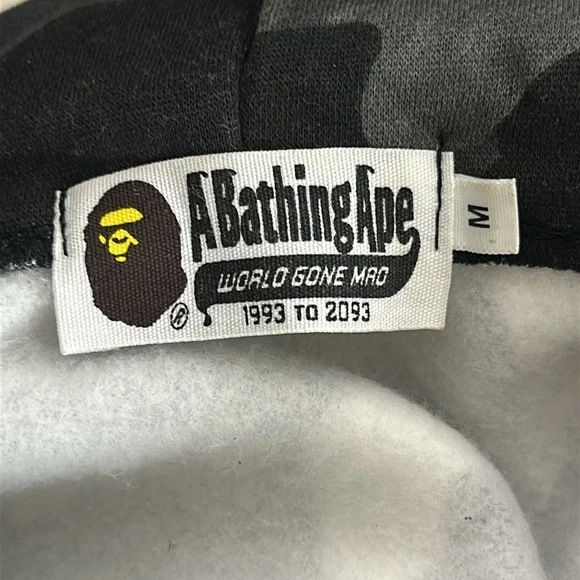 A Bathing Ape
WORLD GONE MAD
1993 TO 2093
®
M